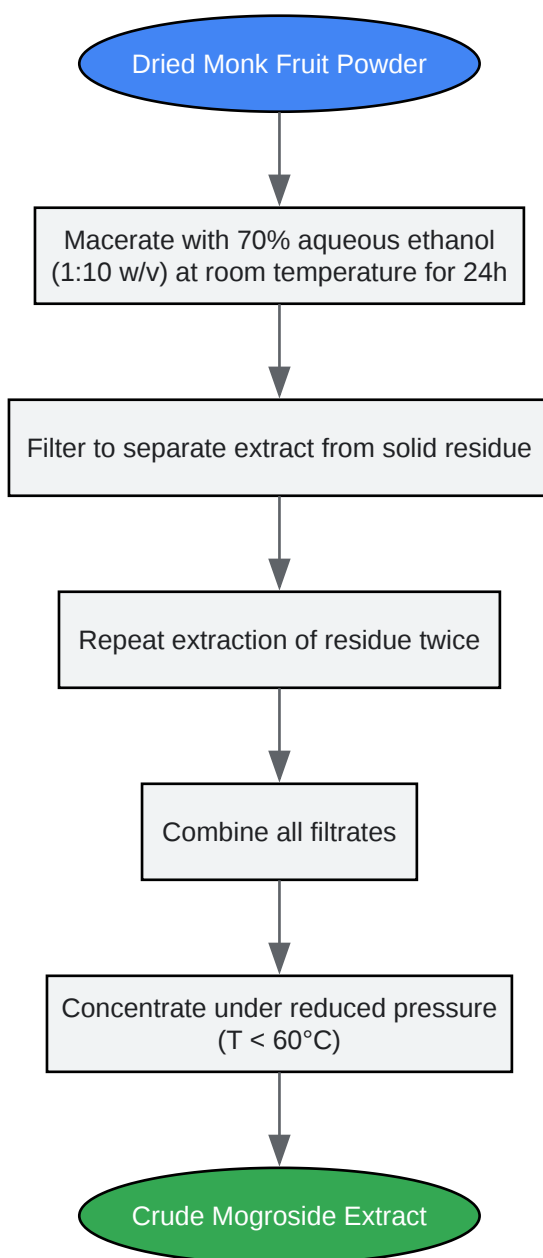 Dried Monk Fruit Powder
Macerate with 70% aqueous ethanol
(1:10 w/v) at room temperature for 24h
Filter to separate extract from solid residue
Repeat extraction of residue twice
Combine all filtrates
Concentrate under reduced pressure
(T < 60°C)
Crude Mogroside Extract